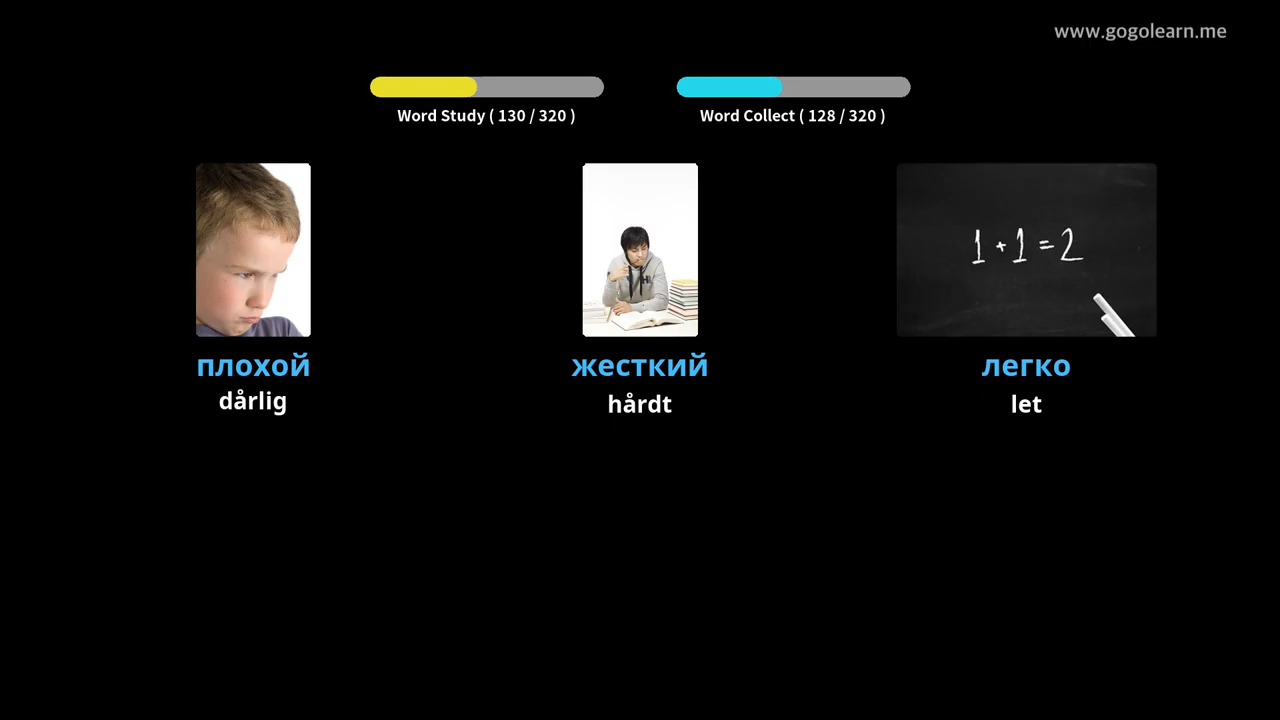 www.gogolearn.me
Word Study ( 130 / 320 )
Word Collect ( 128 / 320 )
1 + 1 = 2
плохой
dårlig
жесткий
hårdt
легко
let